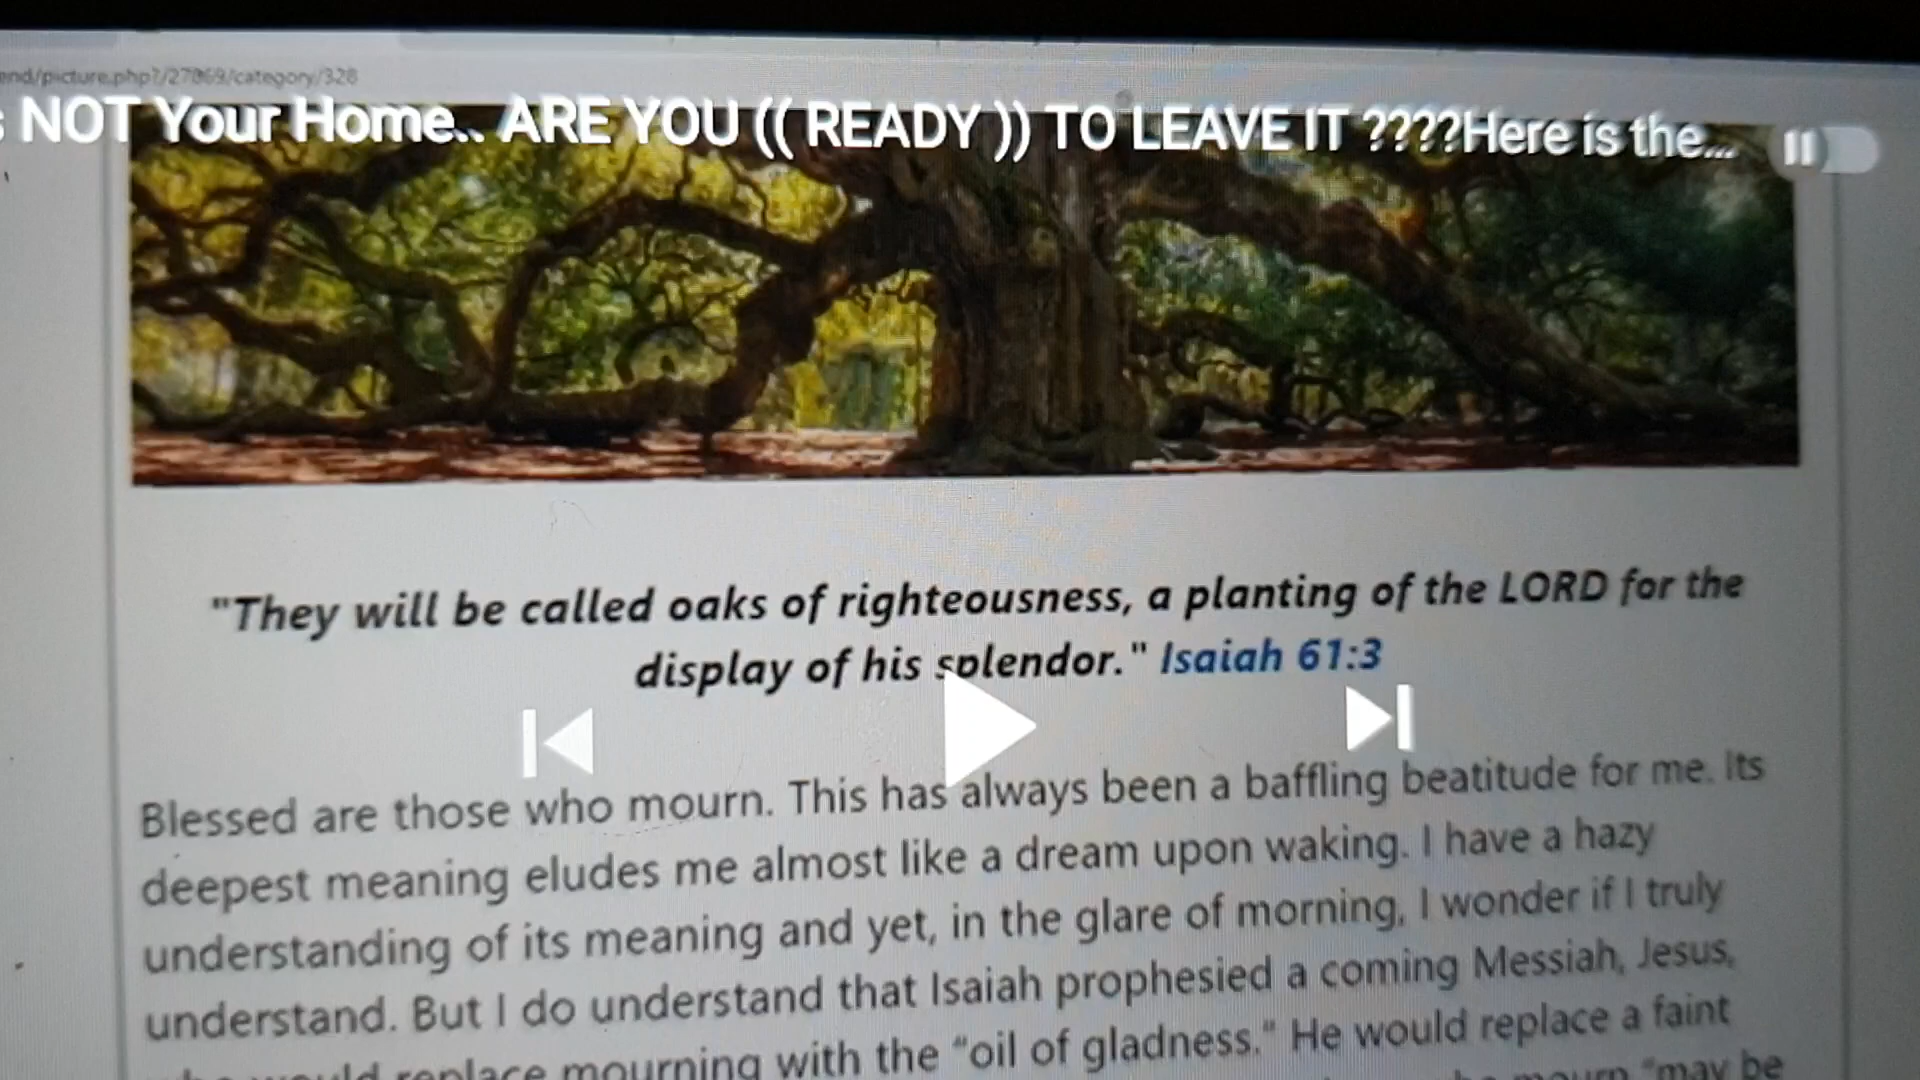 end/picture.php?/27869/category/328
NOT Your Home.. ARE YOU (( READY )) TO LEAVE IT ????Here is the...
"They will be called oaks of righteousness, a planting of the LORD for the
display of his splendor." Isaiah 61:3
Blessed are those who mourn. This has always been a baffling beatitude for me. Its
deepest meaning eludes me almost like a dream upon waking. I have a hazy
understanding of its meaning and yet, in the glare of morning, I wonder if I truly
understand. But I do understand that Isaiah prophesied a coming Messiah, Jesus,
would replace mourning with the “oil of gladness.” He would replace a faint
mourn “may be